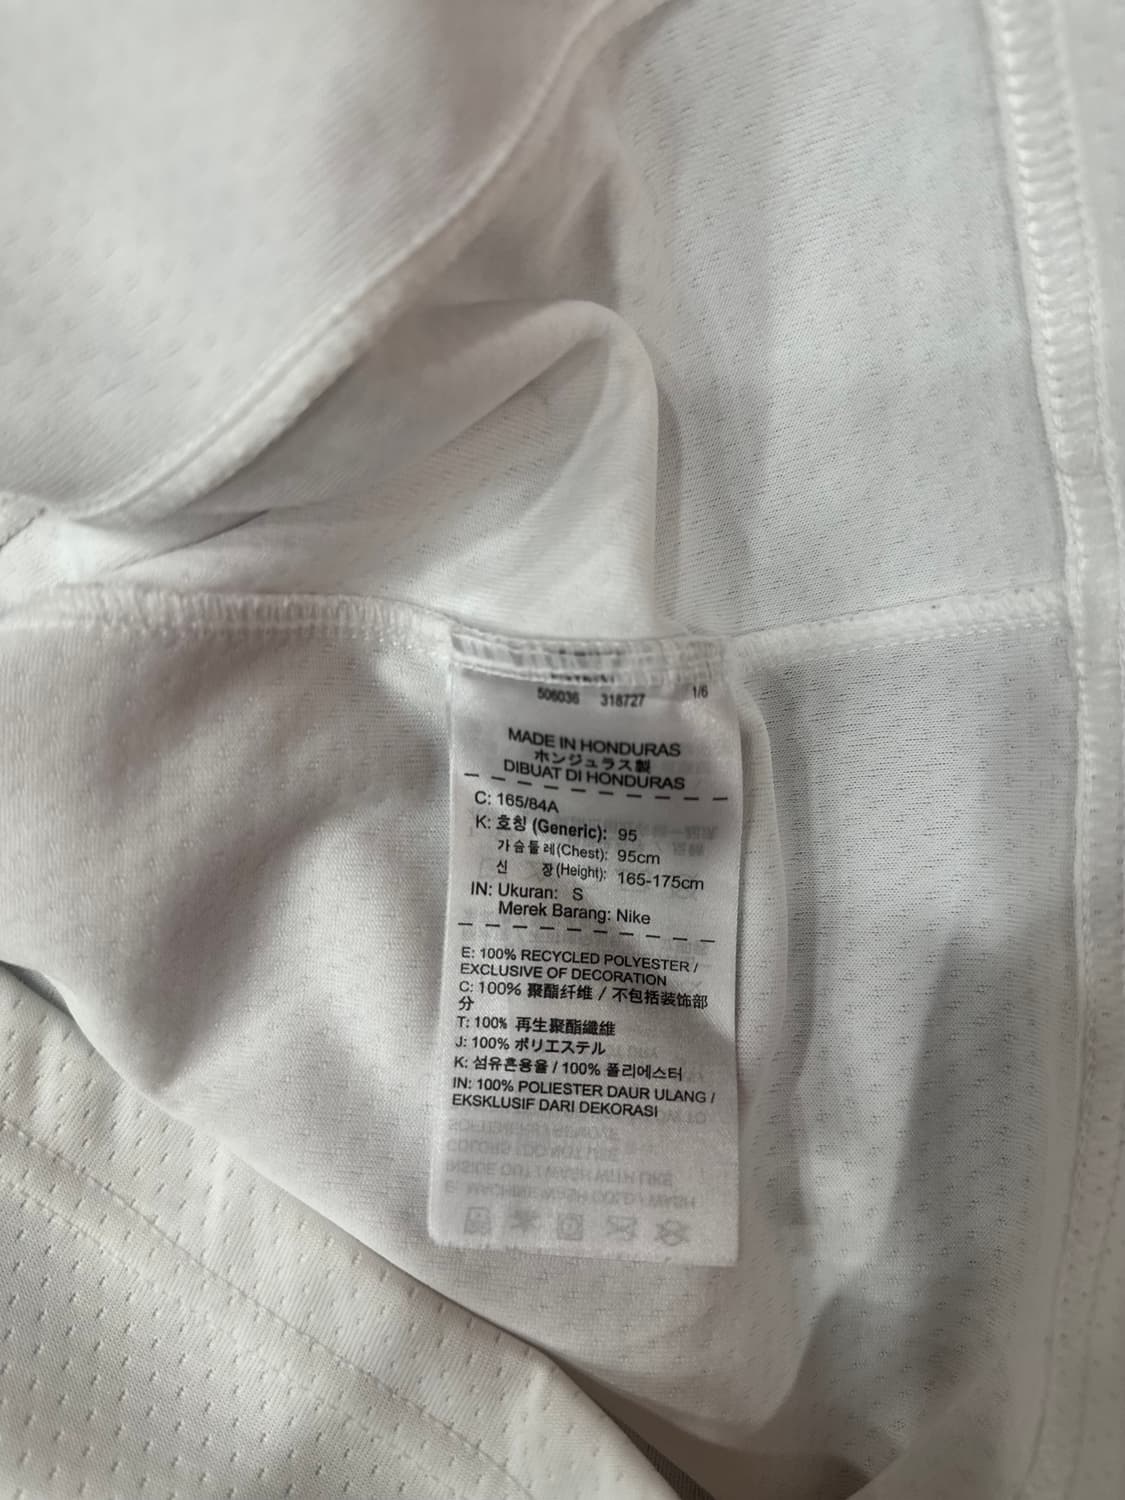 506036 318727 1/6
MADE IN HONDURAS
ホンジュラス製
DIBUAT DI HONDURAS
C: 165/84A
K: 호칭 (Generic): 95
가슴둘레(Chest): 95cm
신 장(Height): 165-175cm
IN: Ukuran: S
Merek Barang: Nike
E: 100% RECYCLED POLYESTER /
EXCLUSIVE OF DECORATION
C: 100% 聚酯纤维 / 不包括装饰部
分
T: 100% 再生聚酯纖維
J: 100% ポリエステル
K: 섬유혼용율 / 100% 폴리에스터
IN: 100% POLIESTER DAUR ULANG /
EKSKLUSIF DARI DEKORASI